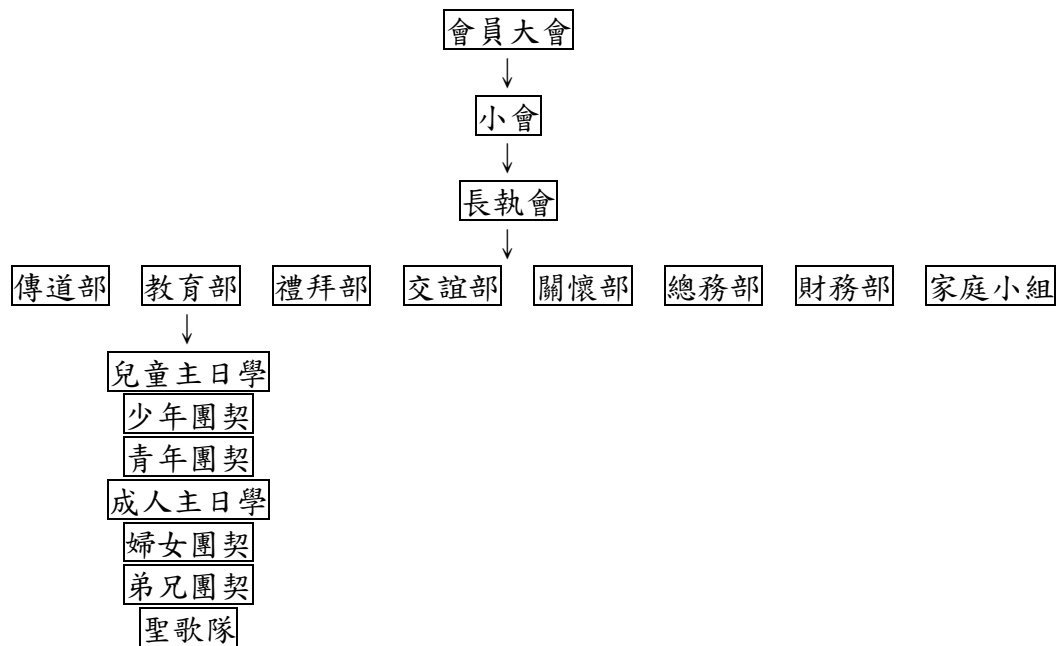 會員大會
↓
小會
↓
長執會
↓
傳道部 教育部 禮拜部 交誼部 關懷部 總務部 財務部 家庭小組
↓
兒童主日學
少年團契
青年團契
成人主日學
婦女團契
弟兄團契
聖歌隊